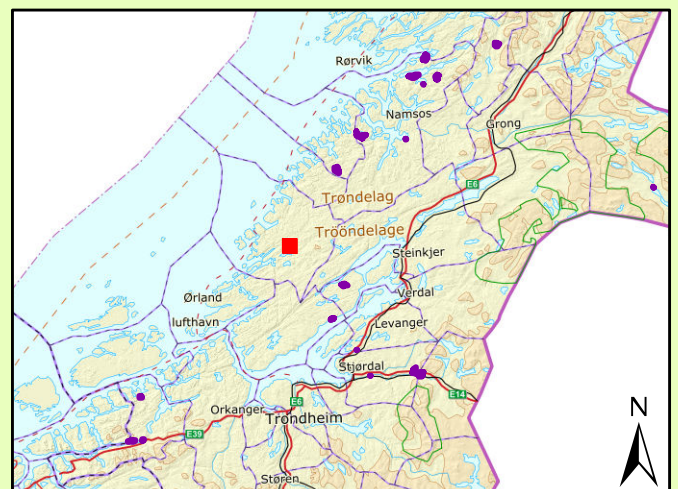 Rørvik
Namsos
Grong
Trøndelag
E6
Trööndelage
Steinkjer
Ørland
lufthavn
Verdal
Levanger
Stjørdal
E14
E6
Orkanger
Trondheim
E39
Støren
N